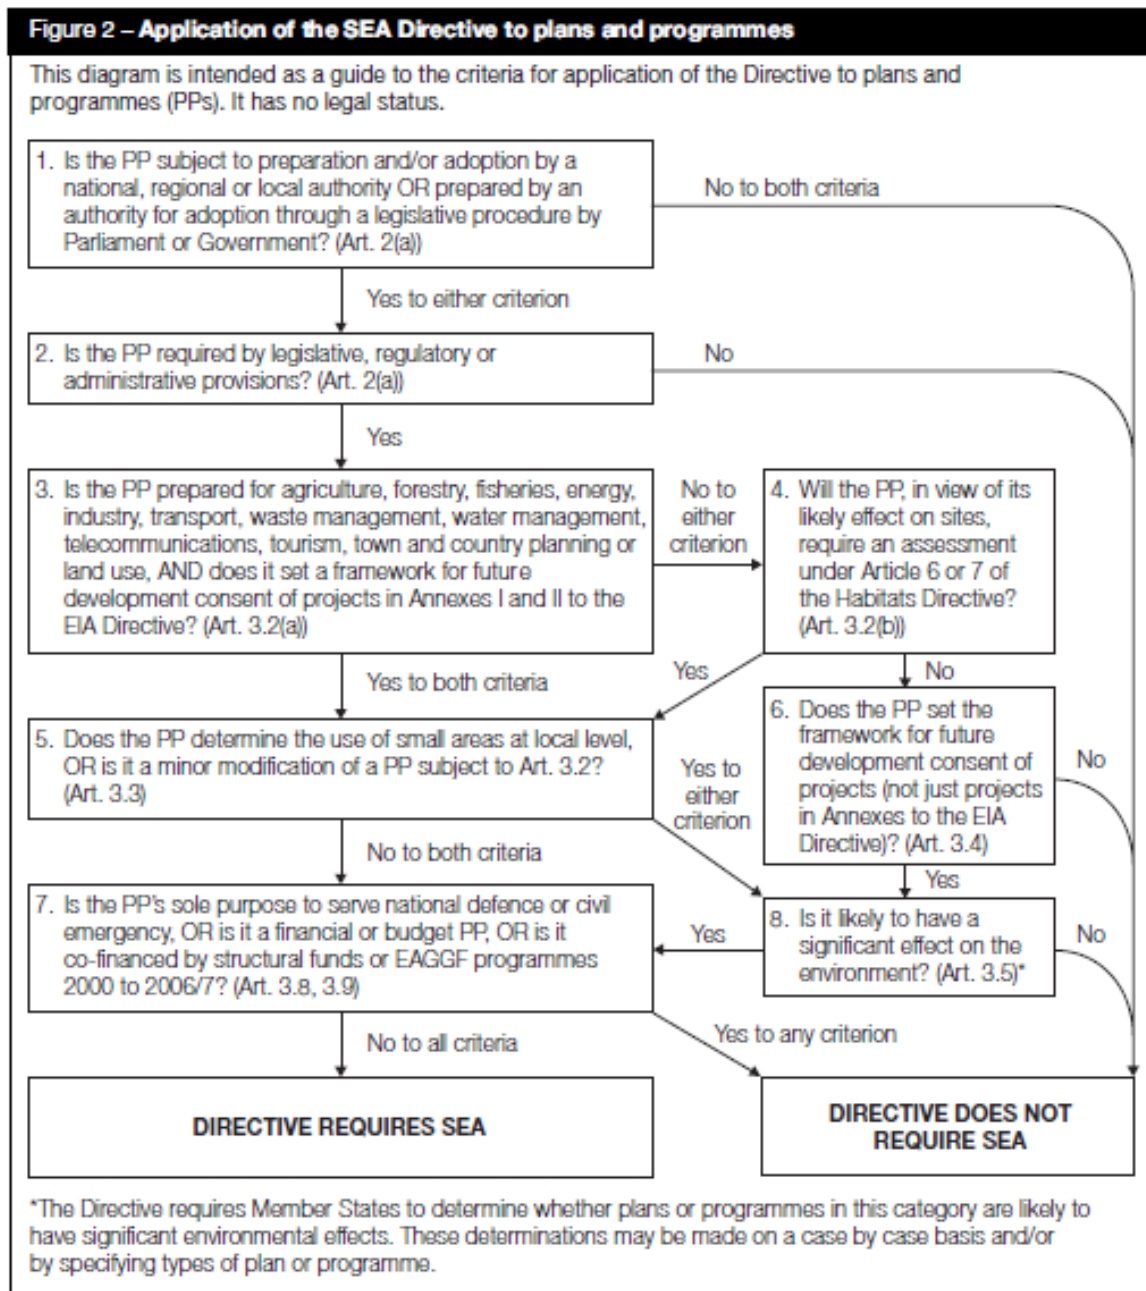 Figure 2 – Application of the SEA Directive to plans and programmes
This diagram is intended as a guide to the criteria for application of the Directive to plans and
programmes (PPs). It has no legal status.
1. Is the PP subject to preparation and/or adoption by a
national, regional or local authority OR prepared by an
authority for adoption through a legislative procedure by
Parliament or Government? (Art. 2(a))
No to both criteria
Yes to either criterion
2. Is the PP required by legislative, regulatory or
administrative provisions? (Art. 2(a))
No
Yes
3. Is the PP prepared for agriculture, forestry, fisheries, energy,
industry, transport, waste management, water management,
telecommunications, tourism, town and country planning or
land use, AND does it set a framework for future
development consent of projects in Annexes I and II to the
EIA Directive? (Art. 3.2(a))
No to
either
criterion
4. Will the PP, in view of its
likely effect on sites,
require an assessment
under Article 6 or 7 of
the Habitats Directive?
(Art. 3.2(b))
Yes to both criteria
Yes
No
5. Does the PP determine the use of small areas at local level,
OR is it a minor modification of a PP subject to Art. 3.2?
(Art. 3.3)
Yes to
either
criterion
6. Does the PP set the
framework for future
development consent of
projects (not just projects
in Annexes to the EIA
Directive)? (Art. 3.4)
No
No to both criteria
Yes
7. Is the PP's sole purpose to serve national defence or civil
emergency, OR is it a financial or budget PP, OR is it
co-financed by structural funds or EAGGF programmes
2000 to 2006/7? (Art. 3.8, 3.9)
Yes
8. Is it likely to have a
significant effect on the
environment? (Art. 3.5)*
No
No to all criteria
Yes to any criterion
DIRECTIVE REQUIRES SEA
DIRECTIVE DOES NOT
REQUIRE SEA
*The Directive requires Member States to determine whether plans or programmes in this category are likely to
have significant environmental effects. These determinations may be made on a case by case basis and/or
by specifying types of plan or programme.